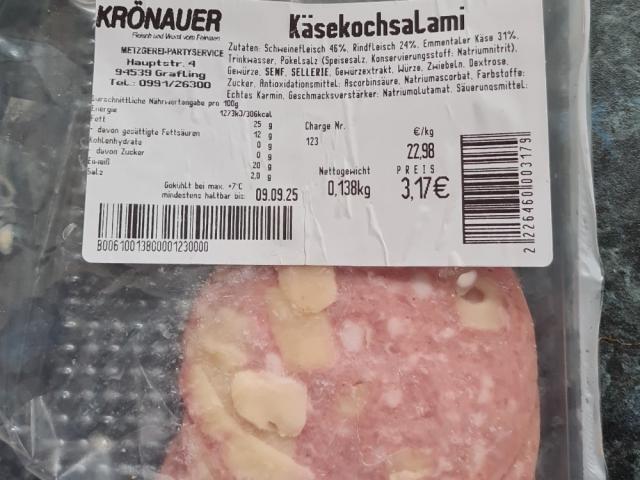 KRÖNAUER
Fleisch und Wurst vom Feinsten
METZGEREI-PARTYSERVICE
Hauptstr. 4
94539 Grafling
Tel.: 0991/26300
Käsekochsalami
Zutaten: Schweinefleisch 46%, Rindfleisch 24%, Emmentaler Käse 31%,
Trinkwasser, Pökelsalz (Speisesalz, Konservierungsstoff: Natriumnitrit),
Gewürze, SENF, SELLERIE, Gewürzextrakt, Würze, Zwiebeln, Dextrose,
Zucker, Antioxidationsmittel: Ascorbinsäure, Natriumascorbat, Farbstoffe:
Echtes Karmin, Geschmacksverstärker: Natriumglutamat, Säuerungsmittel:
Durchschnittliche Nährwertangabe pro 100g
Energie 1273kJ/306kcal
Fett 25 g
- davon gesättigte Fettsäuren 12 g
Kohlenhydrate 0 g
- davon Zucker 0 g
Eiweiß 20 g
Salz 2,0 g
Gekühlt bei max. +7°C
mindestens haltbar bis: 09.09.25
Charge Nr.
123
€/kg
22,98
Nettogewicht
0,138kg
PREIS
3,17€
800610013800001230000
2 226460 003179